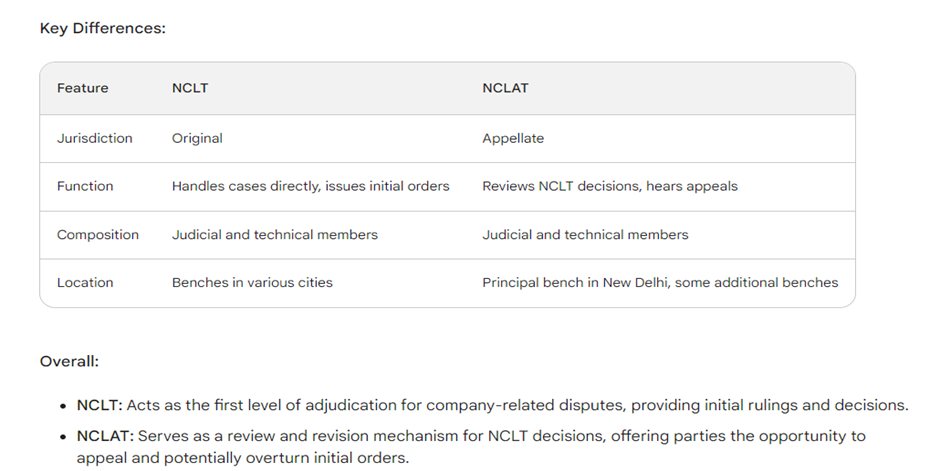 Key Differences:
Feature NCLT NCLAT
Jurisdiction Original Appellate
Function Handles cases directly, issues initial orders Reviews NCLT decisions, hears appeals
Composition Judicial and technical members Judicial and technical members
Location Benches in various cities Principal bench in New Delhi, some additional benches
Overall:
• NCLT: Acts as the first level of adjudication for company-related disputes, providing initial rulings and decisions.
• NCLAT: Serves as a review and revision mechanism for NCLT decisions, offering parties the opportunity to
appeal and potentially overturn initial orders.